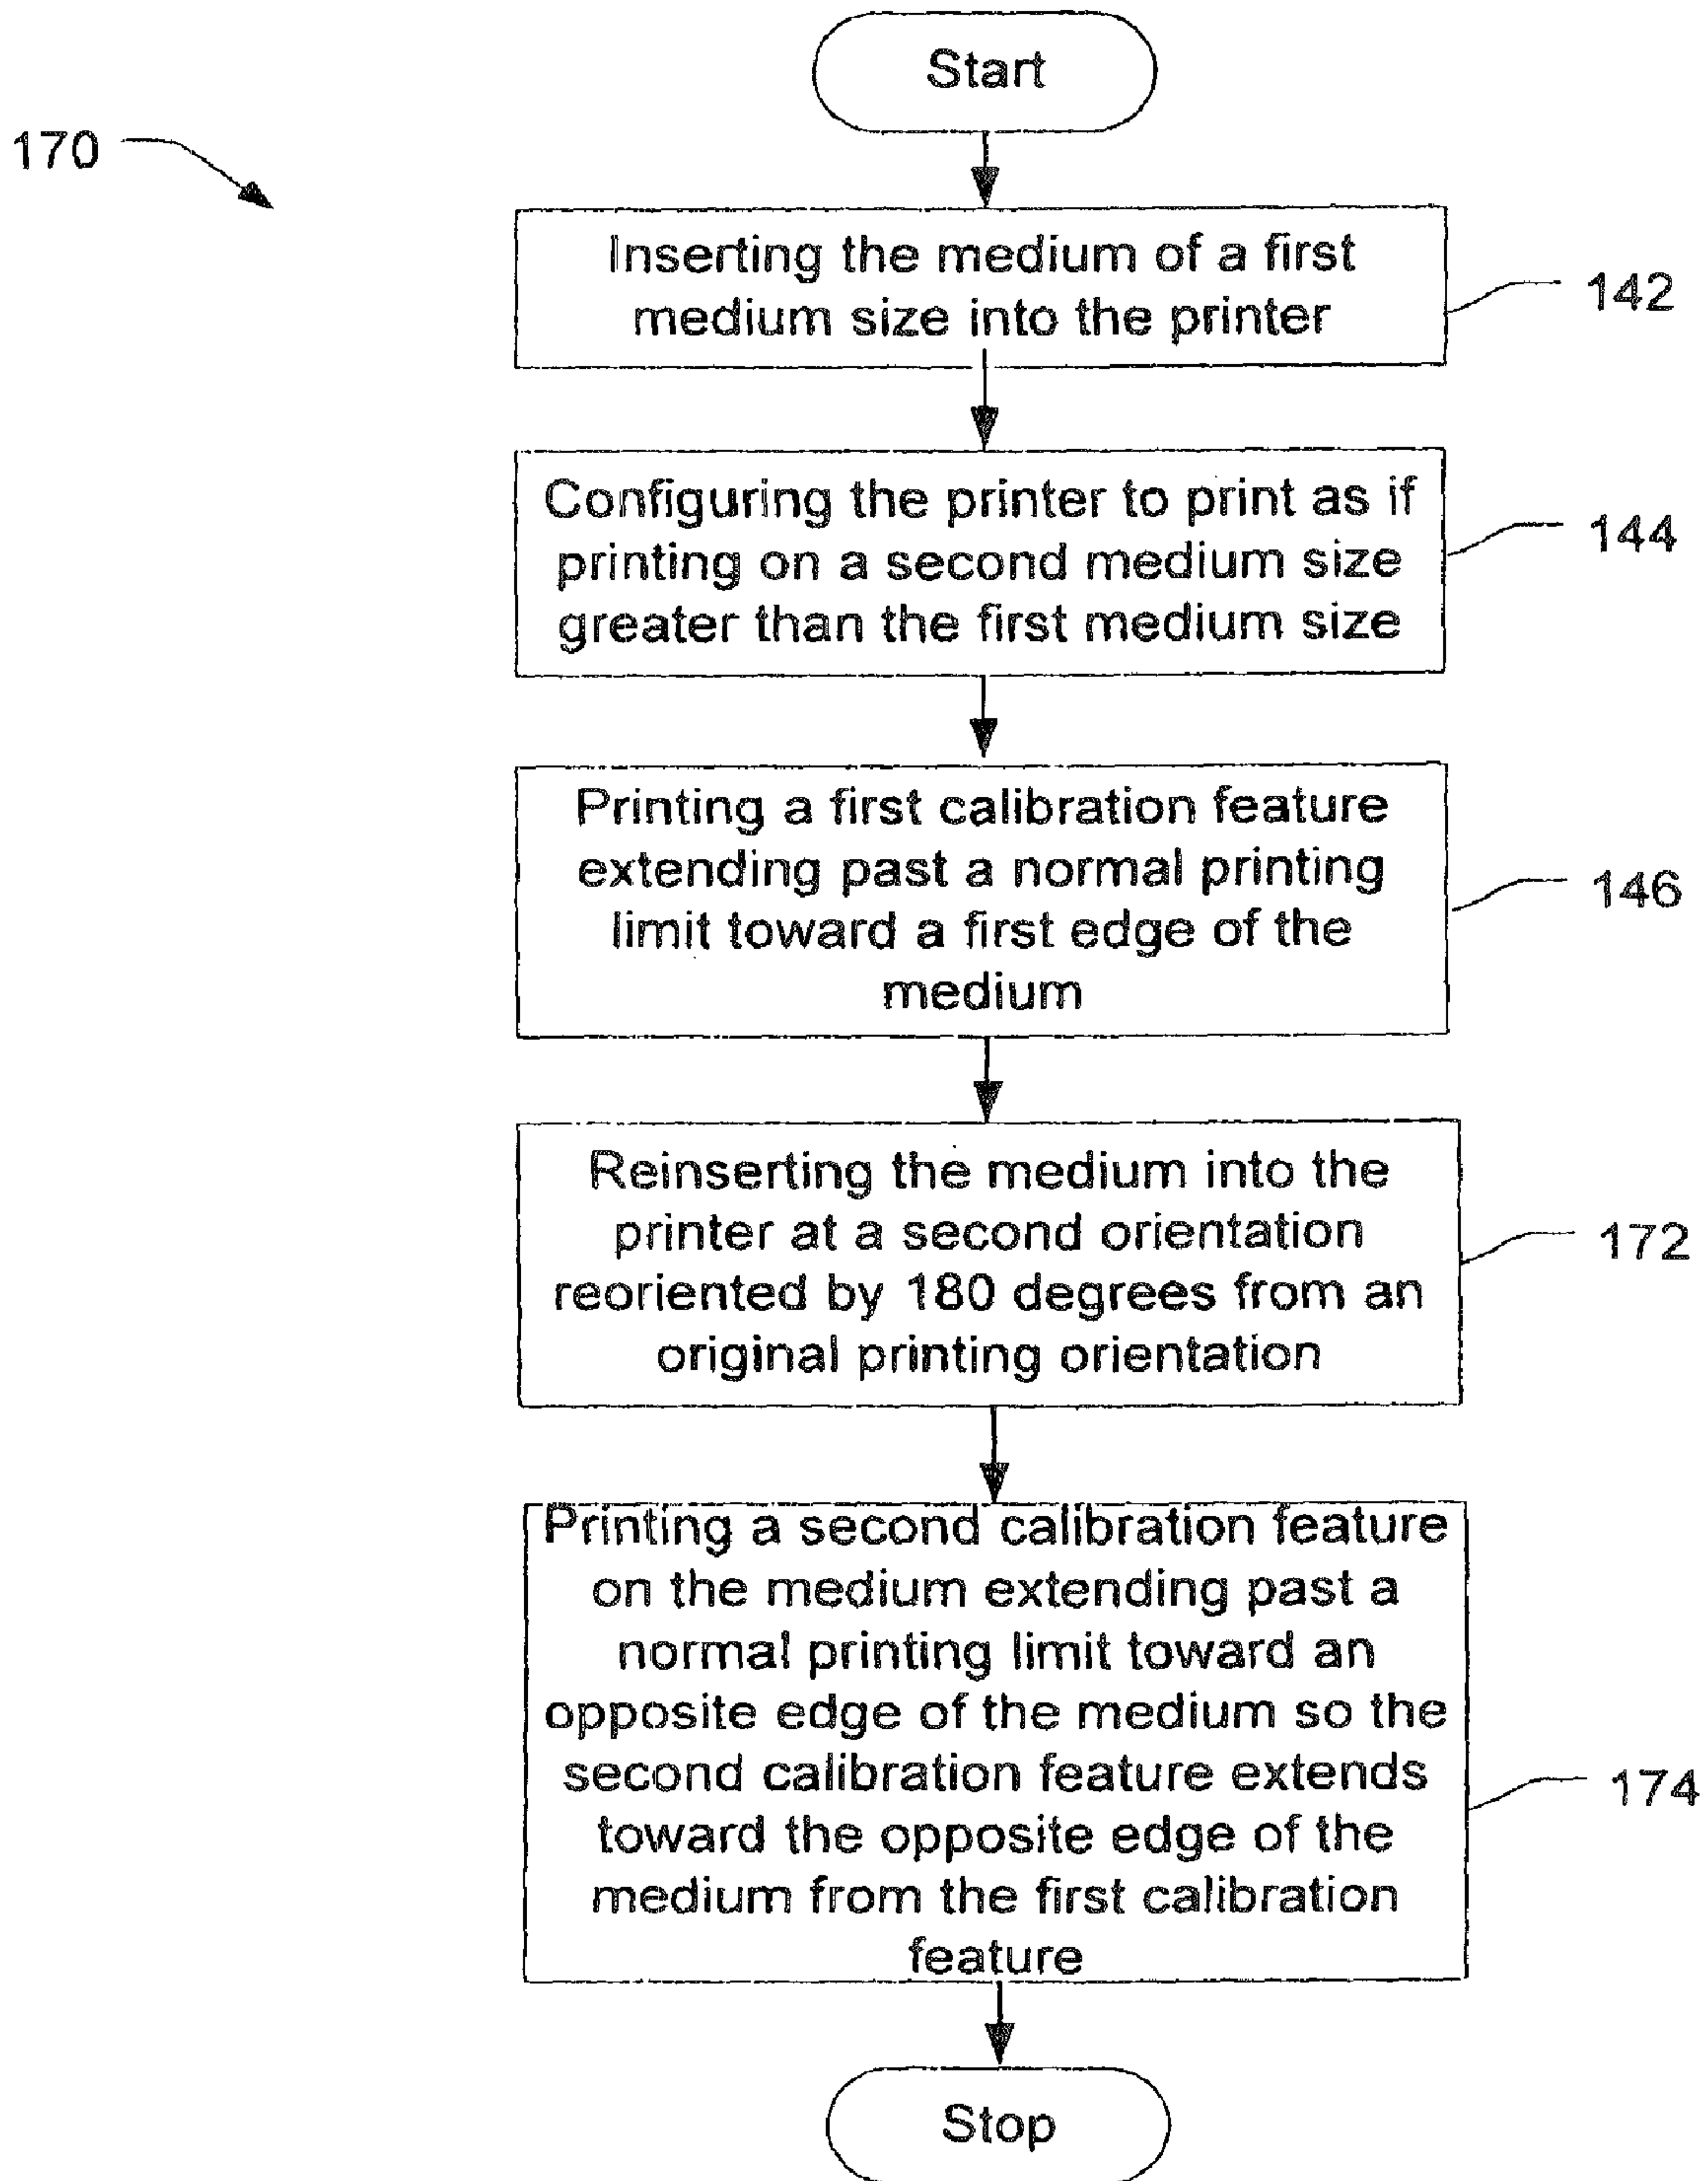 Start
170
Inserting the medium of a first
medium size into the printer
142
Configuring the printer to print as if
printing on a second medium size
greater than the first medium size
144
Printing a first calibration feature
extending past a normal printing
limit toward a first edge of the
medium
146
Reinserting the medium into the
printer at a second orientation
reoriented by 180 degrees from an
original printing orientation
172
Printing a second calibration feature
on the medium extending past a
normal printing limit toward an
opposite edge of the medium so the
second calibration feature extends
toward the opposite edge of the
medium from the first calibration
feature
174
Stop